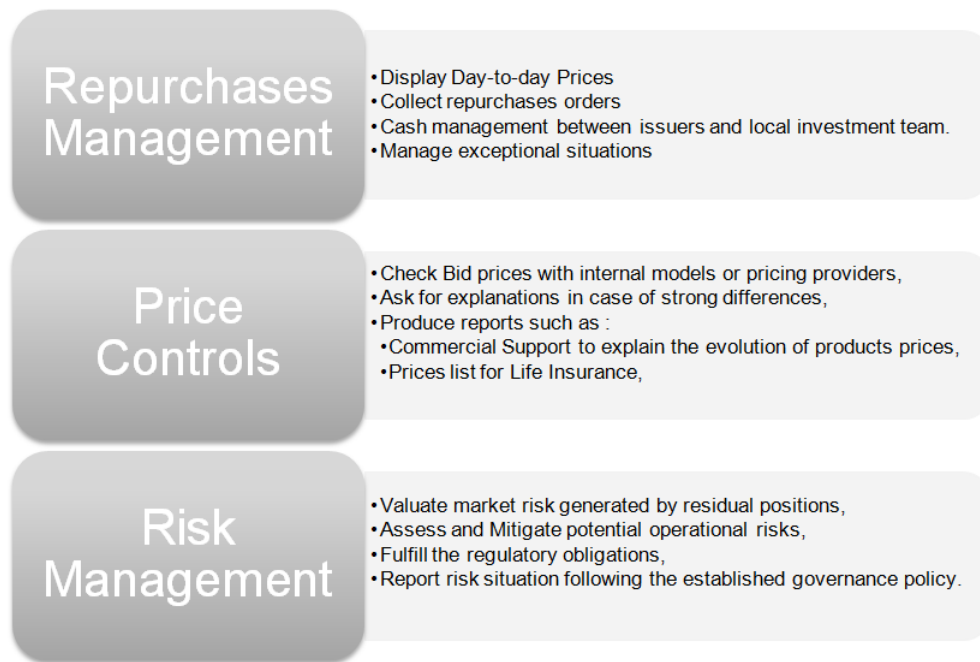 Repurchases
Management
•Display Day-to-day Prices
•Collect repurchases orders
•Cash management between issuers and local investment team.
•Manage exceptional situations
Price
Controls
•Check Bid prices with internal models or pricing providers,
•Ask for explanations in case of strong differences,
•Produce reports such as :
•Commercial Support to explain the evolution of products prices,
•Prices list for Life Insurance,
Risk
Management
•Valuate market risk generated by residual positions,
•Assess and Mitigate potential operational risks,
•Fulfill the regulatory obligations,
•Report risk situation following the established governance policy.